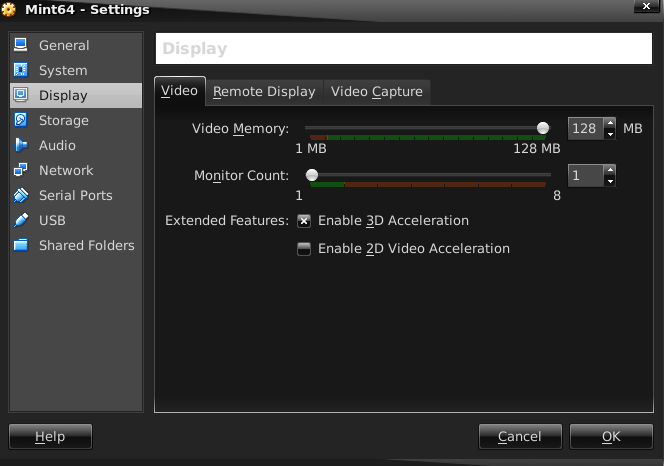 Mint64 - Settings
General
System
Display
Storage
Audio
Network
Serial Ports
USB
Shared Folders
Display
Video Remote Display Video Capture
Video Memory: 128 MB
1 MB 128 MB
Monitor Count: 1
1 8
Extended Features: Enable 3D Acceleration
Enable 2D Video Acceleration
Help Cancel OK